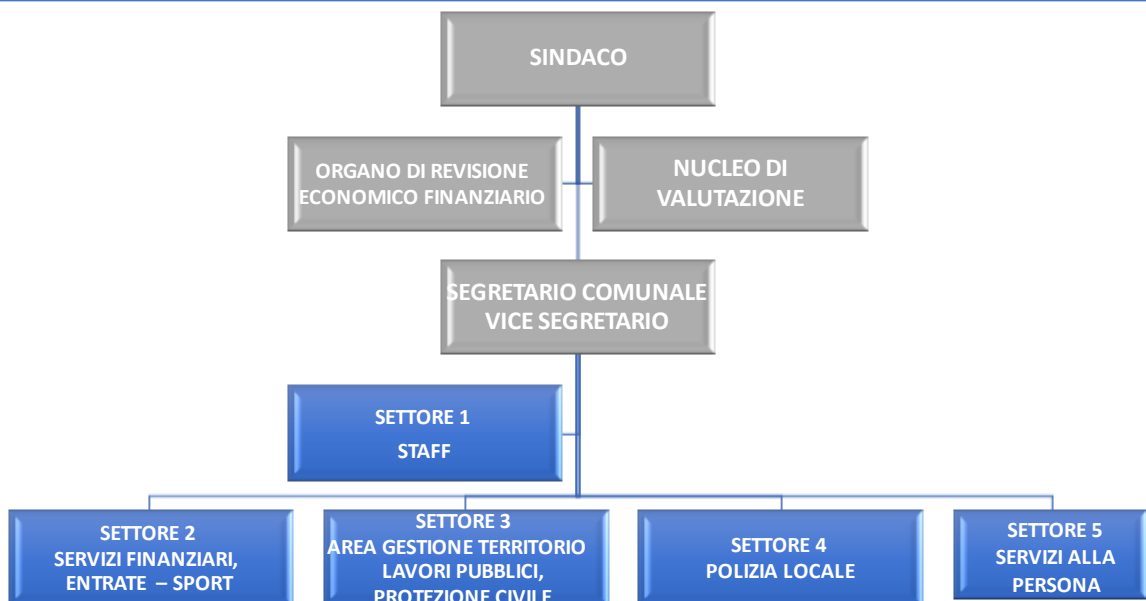 SINDACO
ORGANO DI REVISIONE
ECONOMICO FINANZIARIO
NUCLEO DI
VALUTAZIONE
SEGRETARIO COMUNALE
VICE SEGRETARIO
SETTORE 1
STAFF
SETTORE 2
SERVIZI FINANZIARI,
ENTRATE – SPORT
SETTORE 3
AREA GESTIONE TERRITORIO
LAVORI PUBBLICI,
PROTEZIONE CIVILE
SETTORE 4
POLIZIA LOCALE
SETTORE 5
SERVIZI ALLA
PERSONA